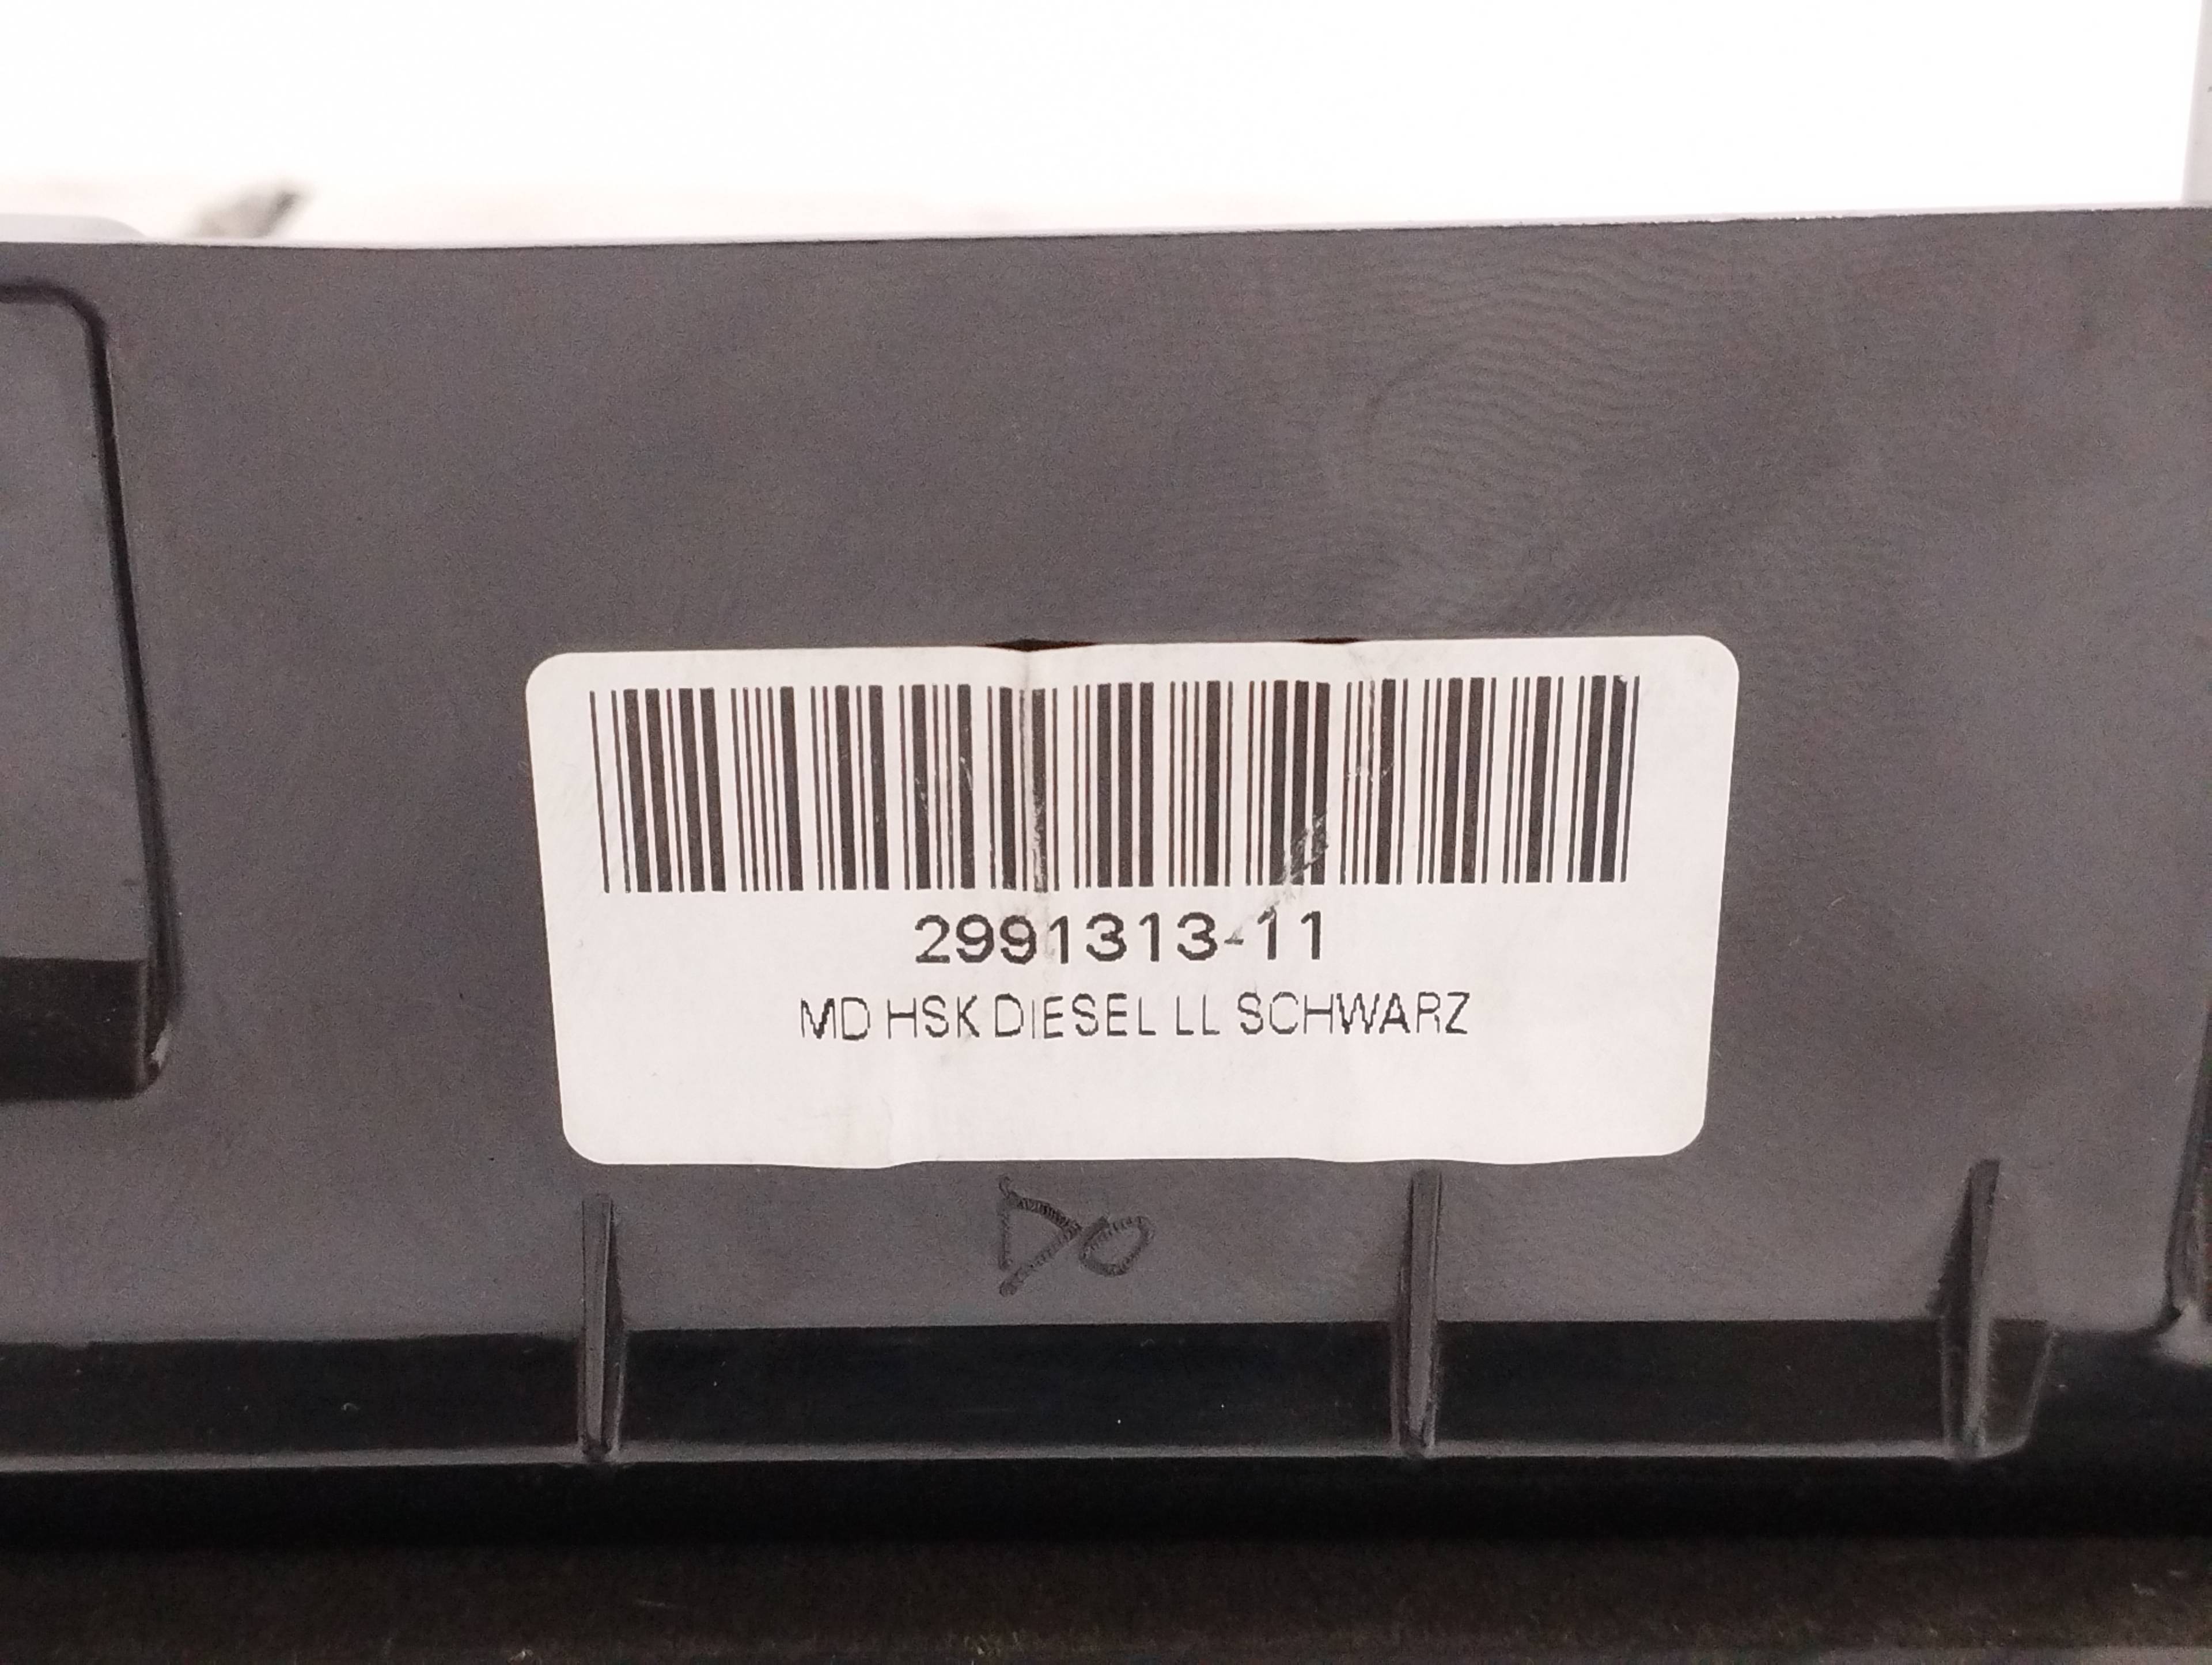 2991313-11
MD HSK DIESEL LL SCHWARZ
DO